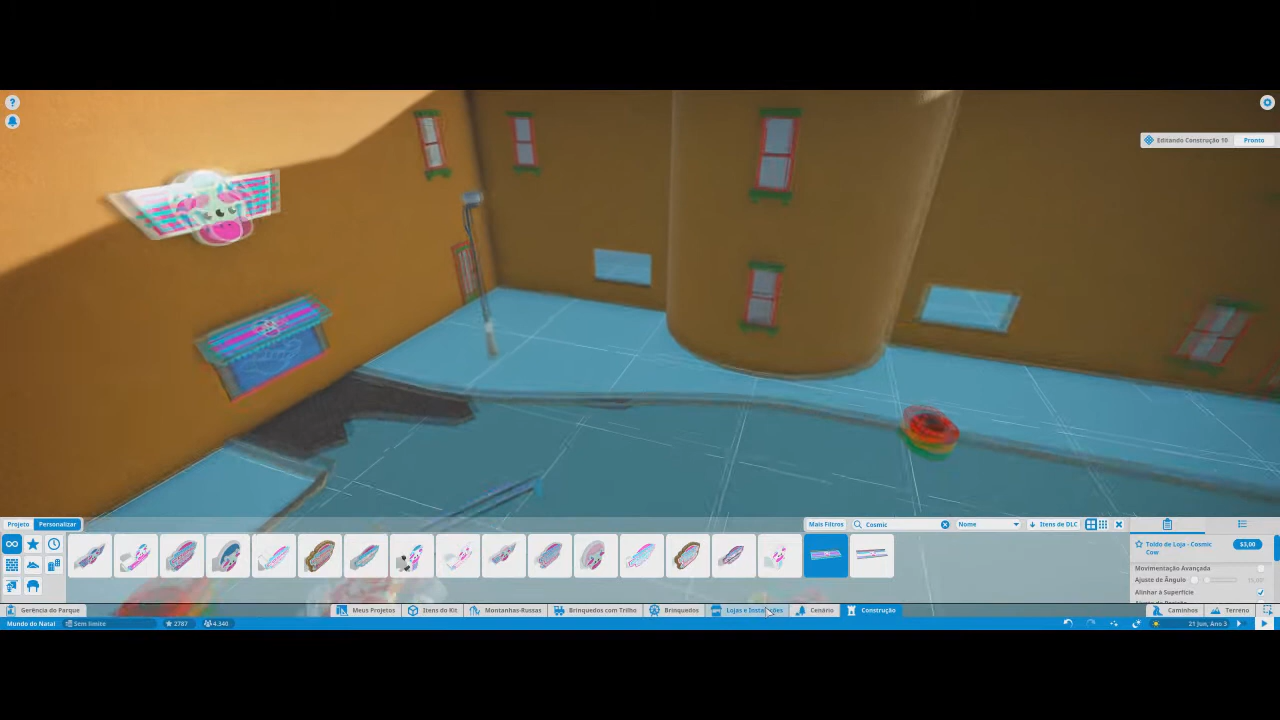 ?
Editando Construção 10
Pronto
Projeto
Personalizar
Mais Filtros
Cosmic
Nome
Itens de DLC
Toldo de Loja - Cosmic
Cow
$3,00
Movimentação Avançada
Ajuste de Ângulo
Alinhar à Superfície
Gerência do Parque
Meus Projetos
Itens do Kit
Montanhas-Russas
Brinquedos com Trilho
Brinquedos
Lojas e Instalações
Cenário
Construção
Caminhos
Terreno
Mundo do Natal
Sem limite
2787
4.340
21 Jun, Ano 3